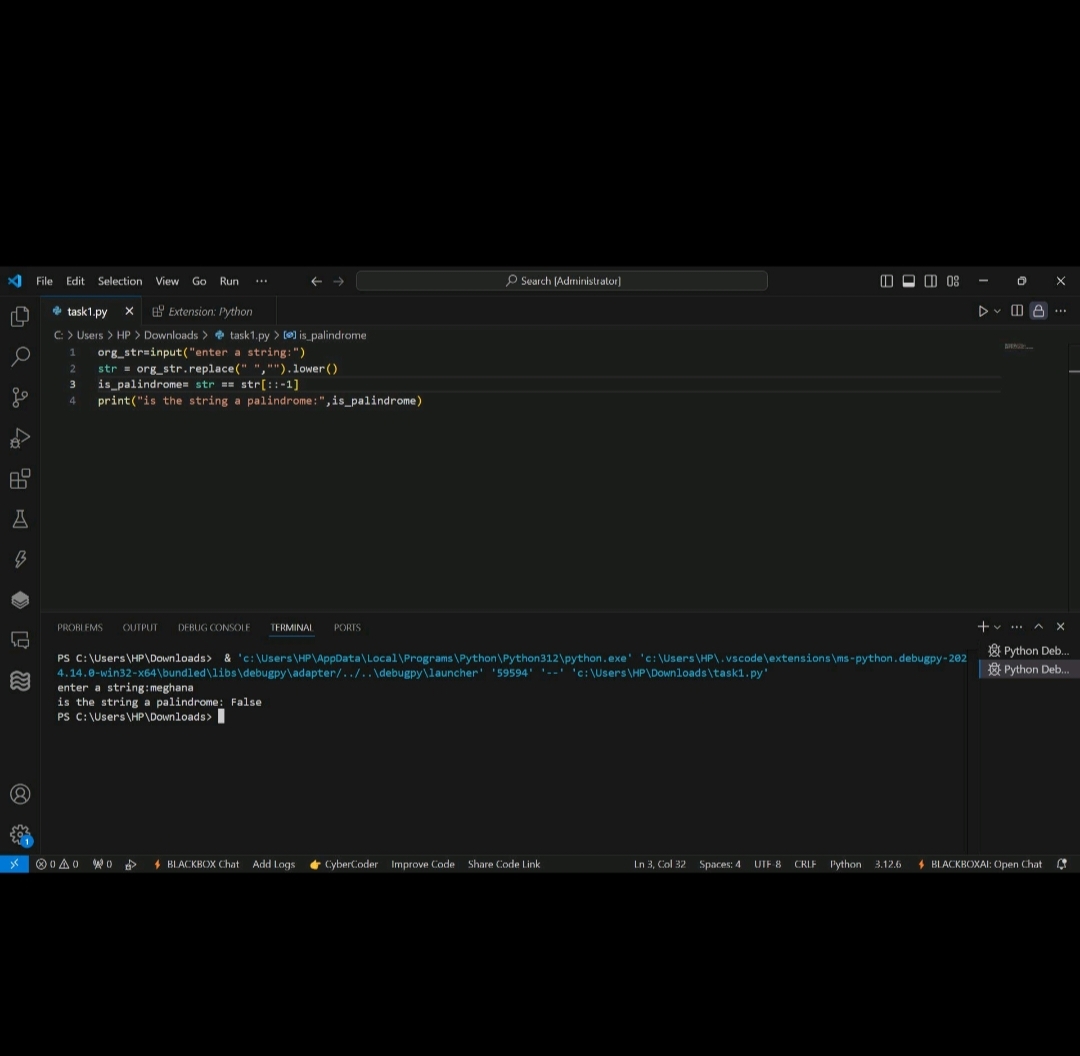 File Edit Selection View Go Run ··· ← → Search [Administrator]
task1.py × Extension: Python
C: > Users > HP > Downloads > task1.py > is_palindrome
1 org_str=input("enter a string:")
2 str = org_str.replace(" ","").lower()
3 is_palindrome= str == str[::-1]
4 print("is the string a palindrome:",is_palindrome)
PROBLEMS OUTPUT DEBUG CONSOLE TERMINAL PORTS
PS C:\Users\HP\Downloads>  & 'c:\Users\HP\AppData\Local\Programs\Python\Python312\python.exe' 'c:\Users\HP\.vscode\extensions\ms-python.debugpy-202
4.14.0-win32-x64\bundled\libs\debugpy\adapter/../..\debugpy\launcher' '59594' '--' 'c:\Users\HP\Downloads\task1.py'
enter a string:meghana
is the string a palindrome: False
PS C:\Users\HP\Downloads>
Python Deb...
Python Deb...
1
0 0 0 BLACKBOX Chat Add Logs CyberCoder Improve Code Share Code Link Ln 3, Col 32 Spaces: 4 UTF-8 CRLF Python 3.12.6 BLACKBOXAI: Open Chat